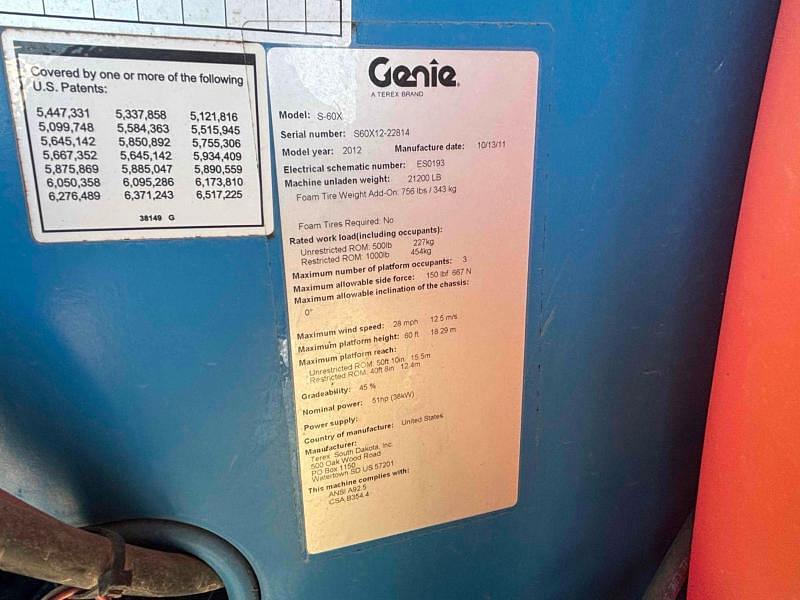 Covered by one or more of the following
U.S. Patents:
5,447,331 5,337,858 5,121,816
5,099,748 5,584,363 5,515,945
5,645,142 5,850,892 5,755,306
5,667,352 5,645,142 5,934,409
5,875,869 5,885,047 5,890,559
6,050,358 6,095,286 6,173,810
6,276,489 6,371,243 6,517,225
38149 G
Genie
A TEREX BRAND
Model: S-60X
Serial number: S60X12-22814
Model year: 2012 Manufacture date: 10/13/11
Electrical schematic number: ES0193
Machine unladen weight: 21200 LB
Foam Tire Weight Add-On: 756 lbs / 343 kg
Foam Tires Required: No
Rated work load(including occupants):
Unrestricted ROM: 500lb 227kg
Restricted ROM: 1000lb 454kg
Maximum number of platform occupants: 3
Maximum allowable side force: 150 lbf 667 N
Maximum allowable inclination of the chassis:
0°
Maximum wind speed: 28 mph 12.5 m/s
Maximum platform height: 60 ft 18.29 m
Maximum platform reach:
Unrestricted ROM: 50ft 10in 15.5m
Restricted ROM: 40ft 8in 12.4m
Gradeability: 45 %
Nominal power: 51hp (38kW)
Power supply:
Country of manufacture: United States
Manufacturer:
Terex South Dakota, Inc.
500 Oak Wood Road
PO Box 1150
Watertown SD US 57201
This machine complies with:
ANSI A92.5
CSA B354.4